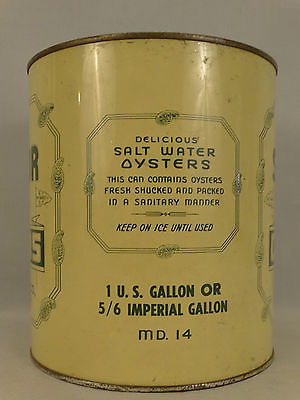 DELICIOUS
SALT WATER
OYSTERS
THIS CAN CONTAINS OYSTERS
FRESH SHUCKED AND PACKED
IN A SANITARY MANNER
KEEP ON ICE UNTIL USED
1 U.S. GALLON OR
5/6 IMPERIAL GALLON
MD. 14